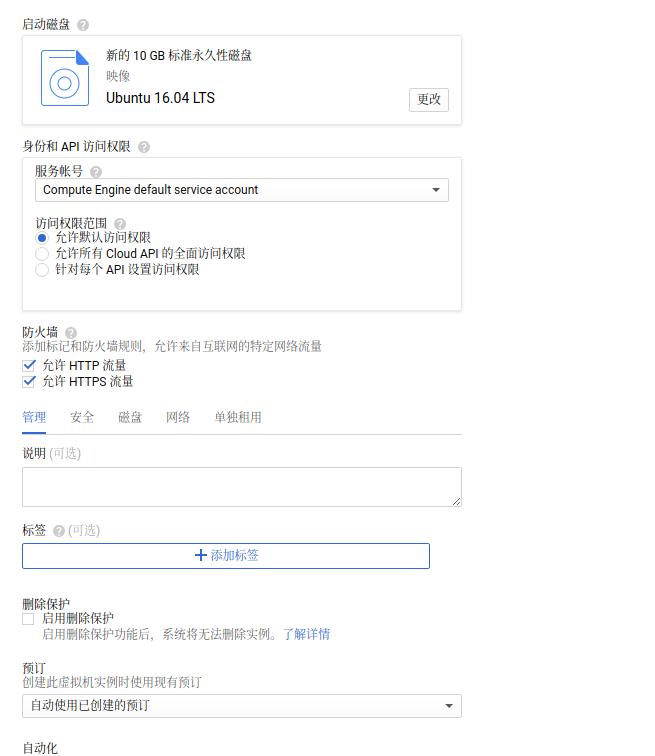 启动磁盘
新的 10 GB 标准永久性磁盘
映像
Ubuntu 16.04 LTS
更改
身份和 API 访问权限
服务帐号
Compute Engine default service account
访问权限范围
允许默认访问权限
允许所有 Cloud API 的全面访问权限
针对每个 API 设置访问权限
防火墙
添加标记和防火墙规则，允许来自互联网的特定网络流量
允许 HTTP 流量
允许 HTTPS 流量
管理 安全 磁盘 网络 单独租用
说明 (可选)
标签 (可选)
添加标签
删除保护
启用删除保护
启用删除保护功能后，系统将无法删除实例。了解详情
预订
创建此虚拟机实例时使用现有预订
自动使用已创建的预订
自动化